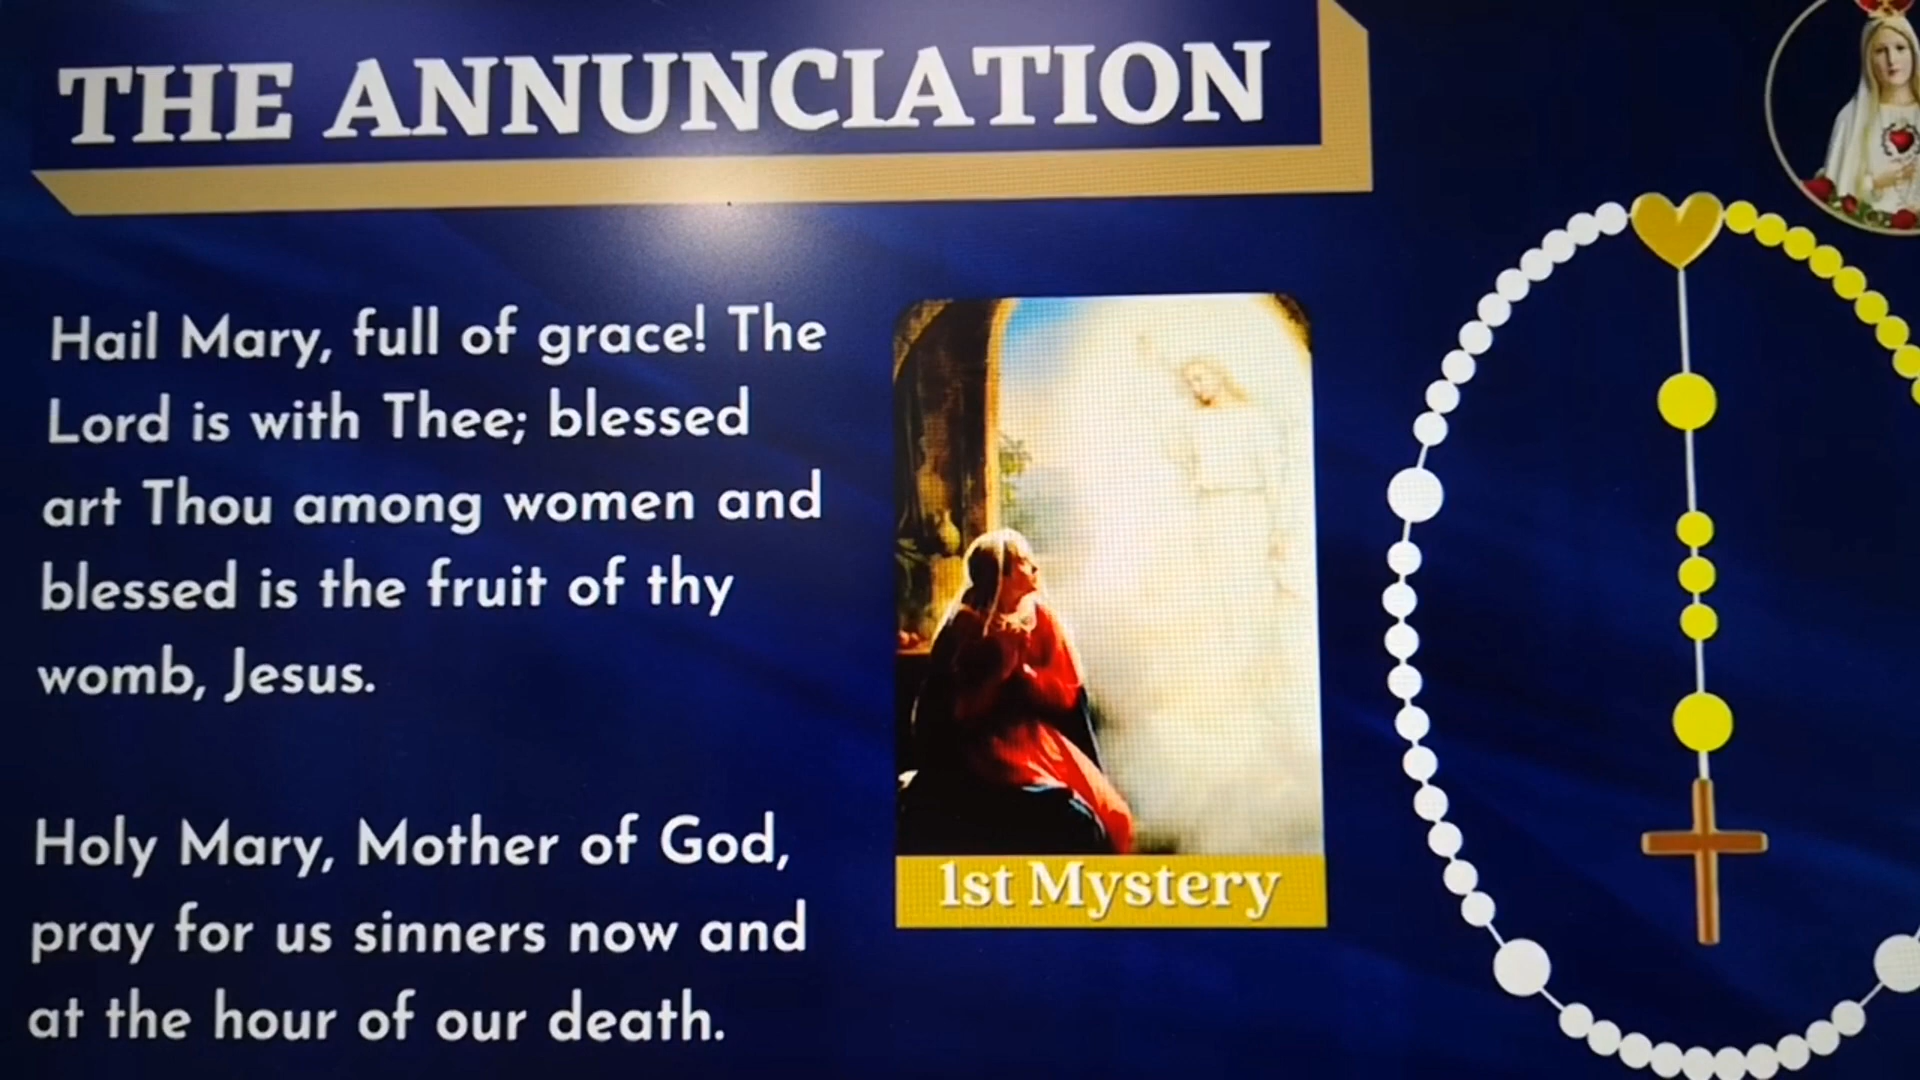 THE ANNUNCIATION
Hail Mary, full of grace! The
Lord is with Thee; blessed
art Thou among women and
blessed is the fruit of thy
womb, Jesus.
Holy Mary, Mother of God,
pray for us sinners now and
at the hour of our death.
1st Mystery